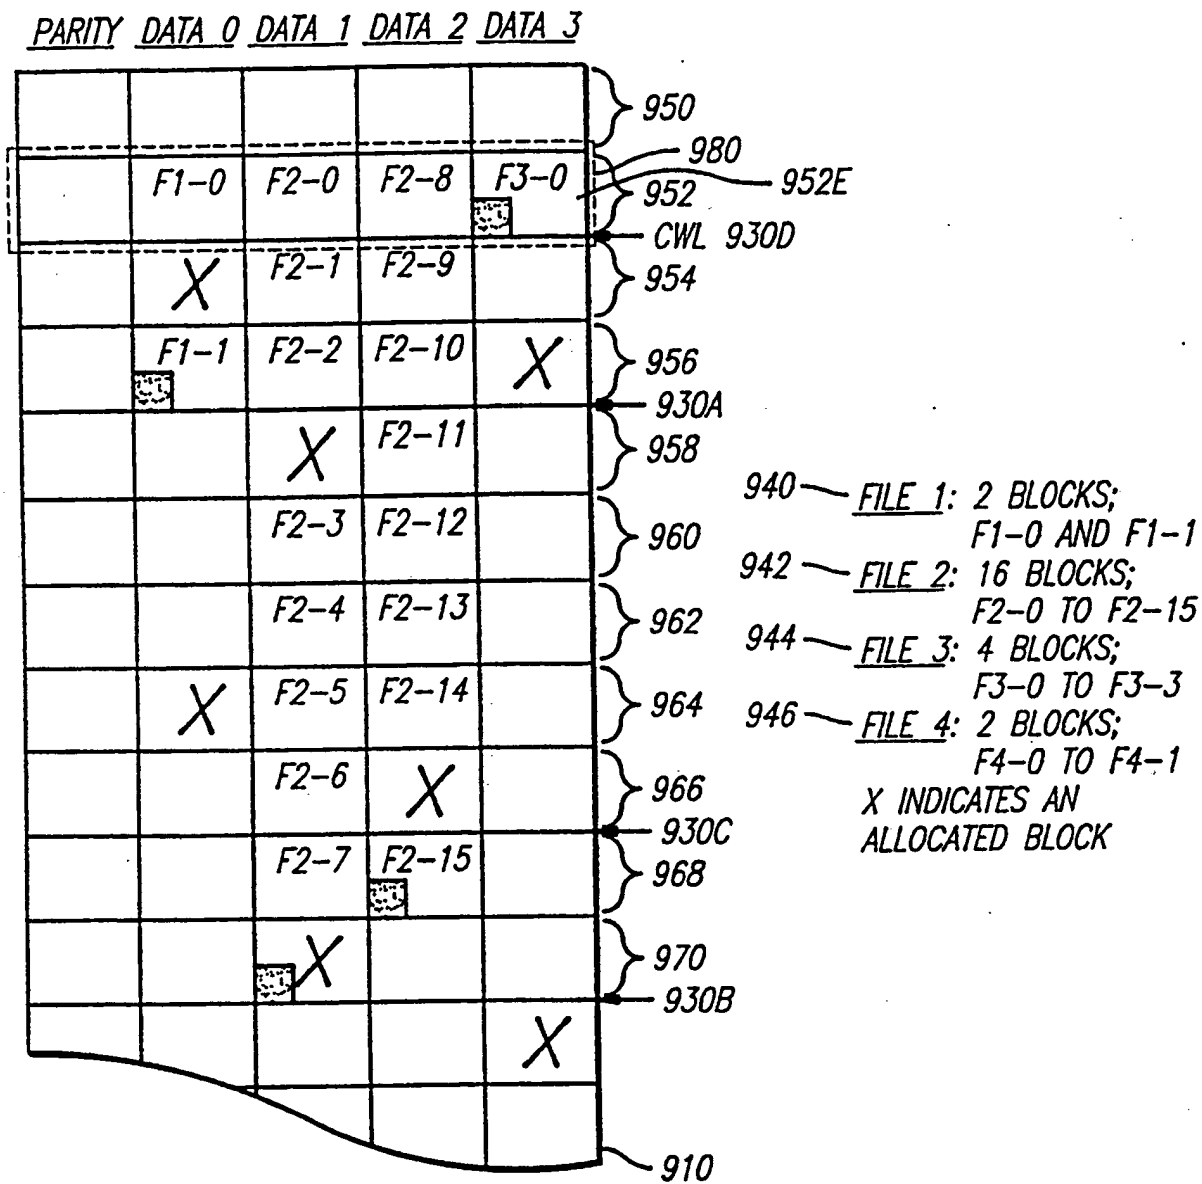 PARITY DATA 0 DATA 1 DATA 2 DATA 3
950
980
F1-0 F2-0 F2-8 F3-0 952 952E
CWL 930D
X F2-1 F2-9 954
F1-1 F2-2 F2-10 X 956
930A
X F2-11 958
F2-3 F2-12 960
F2-4 F2-13 962
X F2-5 F2-14 964
F2-6 X 966
930C
F2-7 F2-15 968
X 970
930B
X
910
940 FILE 1: 2 BLOCKS;
F1-0 AND F1-1
942 FILE 2: 16 BLOCKS;
F2-0 TO F2-15
944 FILE 3: 4 BLOCKS;
F3-0 TO F3-3
946 FILE 4: 2 BLOCKS;
F4-0 TO F4-1
X INDICATES AN
ALLOCATED BLOCK